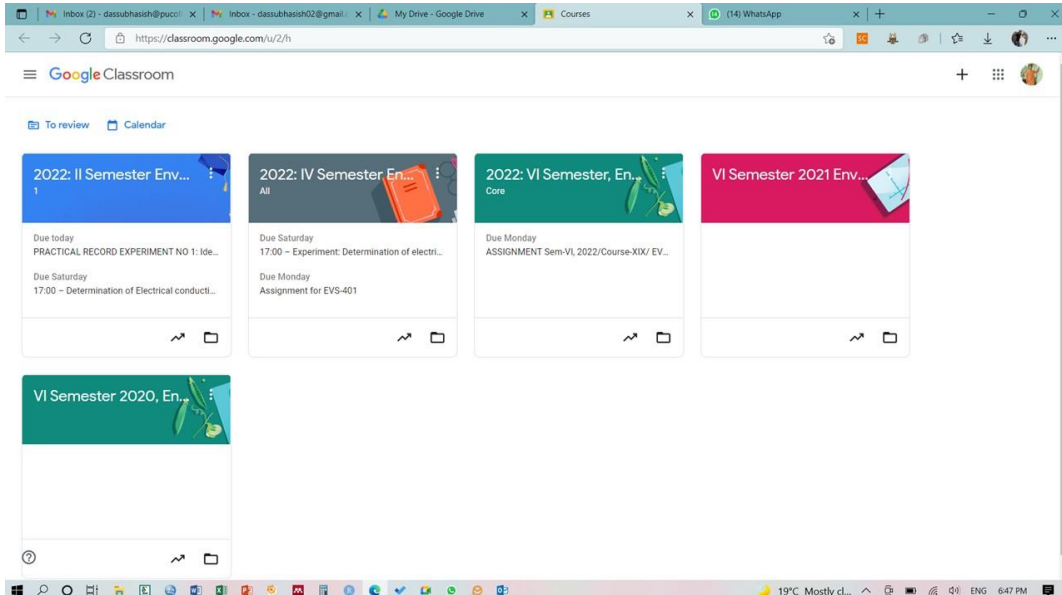 Inbox (2) - dassubhasish@pucoll
Inbox - dassubhasish02@gmail.
My Drive - Google Drive
Courses
(14) WhatsApp
https://classroom.google.com/u/2/h
Google Classroom
To review
Calendar
2022: II Semester Env...
1
Due today
PRACTICAL RECORD EXPERIMENT NO 1: Ide...
Due Saturday
17:00 – Determination of Electrical conducti...
2022: IV Semester En...
All
Due Saturday
17:00 – Experiment: Determination of electri...
Due Monday
Assignment for EVS-401
2022: VI Semester, En...
Core
Due Monday
ASSIGNMENT Sem-VI, 2022/Course-XIX/ EV...
VI Semester 2021 Env...
VI Semester 2020, En...
19°C Mostly cl...
ENG
6:47 PM